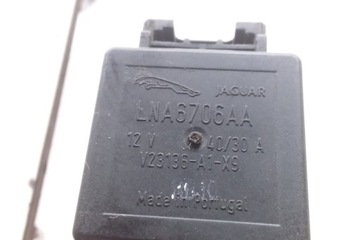 JAGUAR
LNA6706AA
12 V 40/30 A
V23136-A1-X9
Made in Portugal